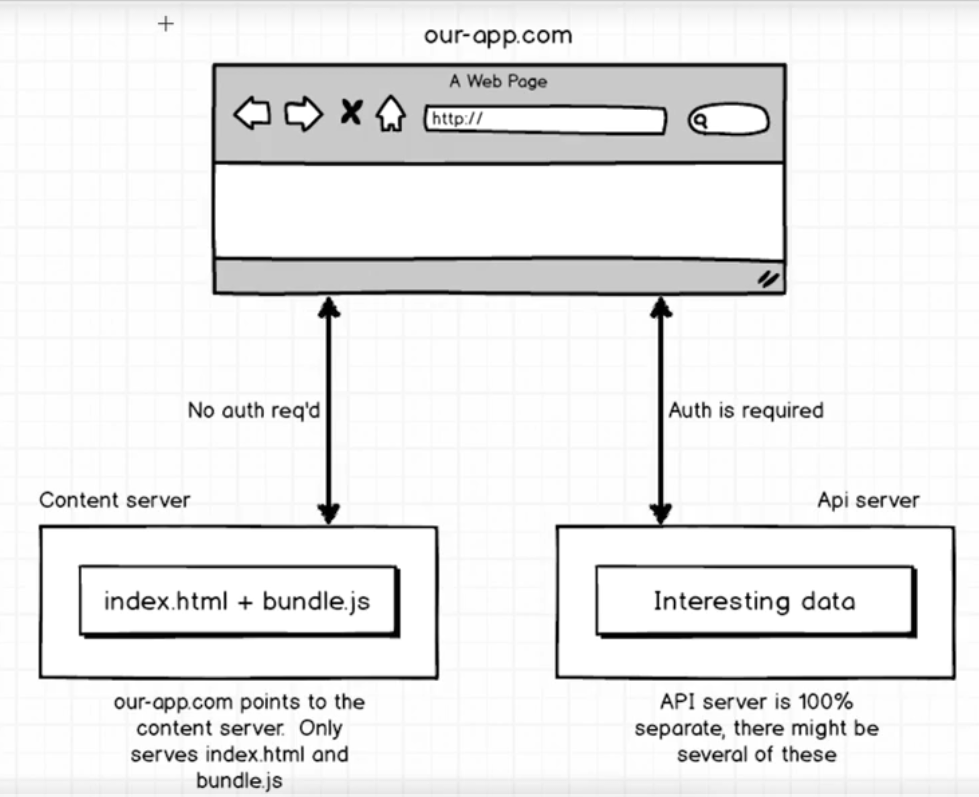 our-app.com
A Web Page
http://
No auth req'd
Auth is required
Content server
Api server
index.html + bundle.js
Interesting data
our-app.com points to the
content server. Only
serves index.html and
bundle.js
API server is 100%
separate, there might be
several of these